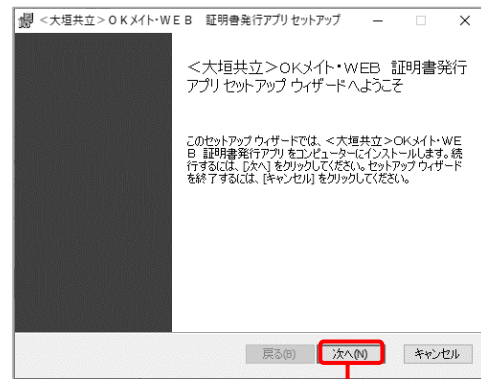 <大垣共立>OKメイト・WEB 証明書発行アプリ セットアップ
<大垣共立>OKメイト・WEB 証明書発行
アプリ セットアップ ウィザードへようこそ
このセットアップ ウィザードでは、<大垣共立>OKメイト・WE
B 証明書発行アプリ をコンピューターにインストールします。続
行するには、[次へ] をクリックしてください。セットアップ ウィザード
を終了するには、[キャンセル] をクリックしてください。
戻る(B) 次へ(N) キャンセル